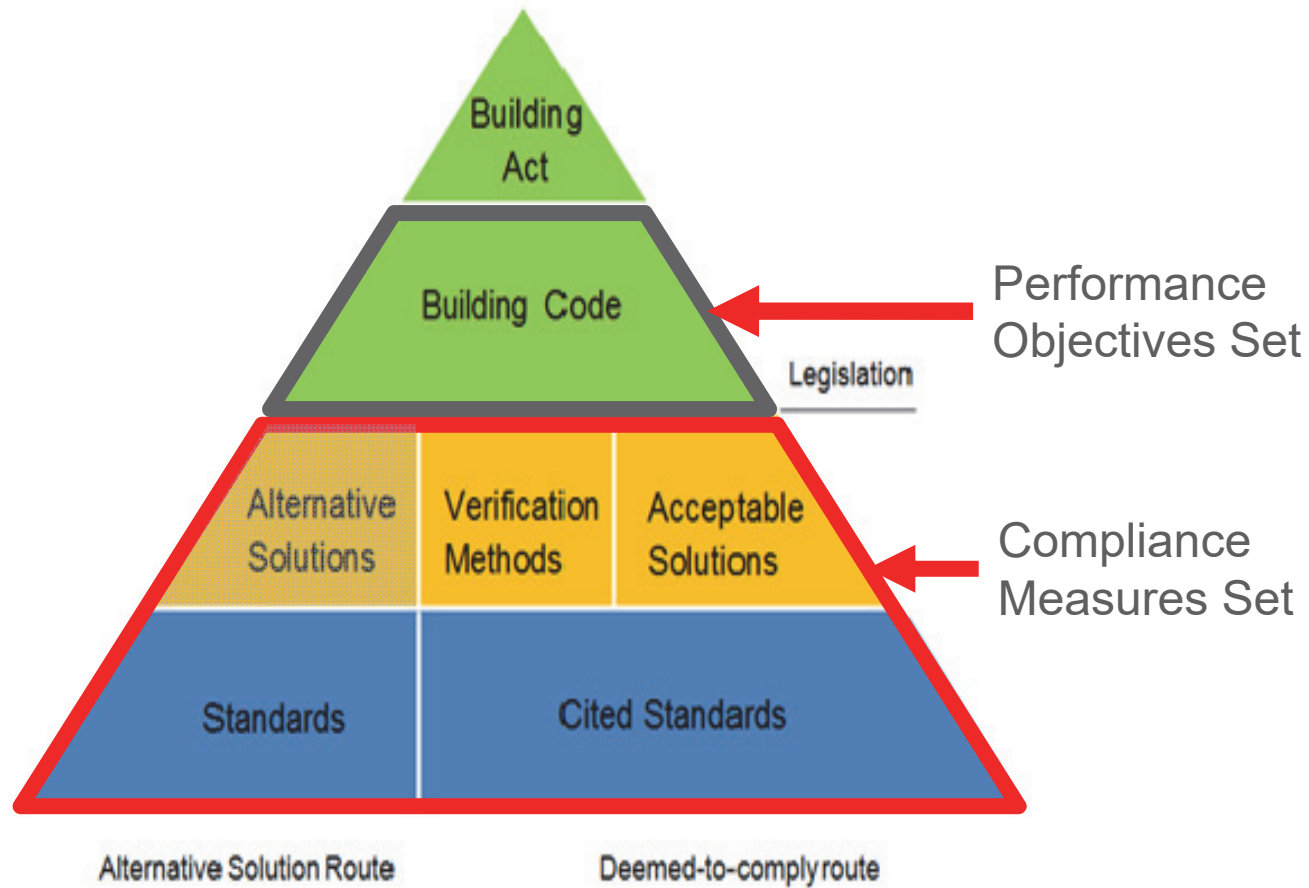 Building
Act
Building Code
Performance
Objectives Set
Legislation
Alternative
Solutions
Verification
Methods
Acceptable
Solutions
Compliance
Measures Set
Standards
Cited Standards
Alternative Solution Route
Deemed-to-comply route